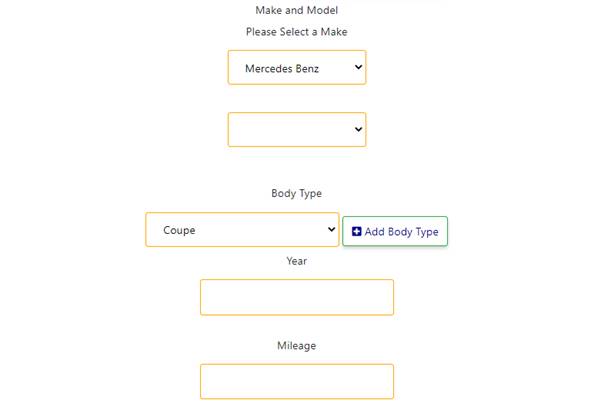 Make and Model
Please Select a Make
Mercedes Benz
Body Type
Coupe
Add Body Type
Year
Mileage